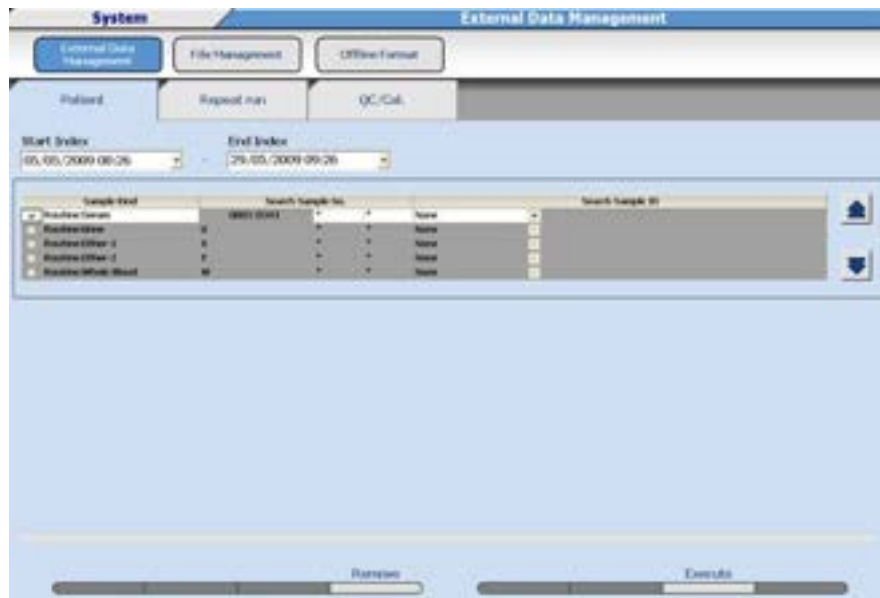 System External Data Management
External Data Management File Management Offline Format
Patient Repeat run QC/Cal.
Start Index End Index
05/05/2009 08:26 - 29/05/2009 09:26
Sample Kind Search Sample No. Search Sample ID
Routine:Serum * * None
Routine:Urine * * None
Routine:Other-1 * * None
Routine:Other-2 * * None
Routine:Whole Blood W * * None
Remove Execute